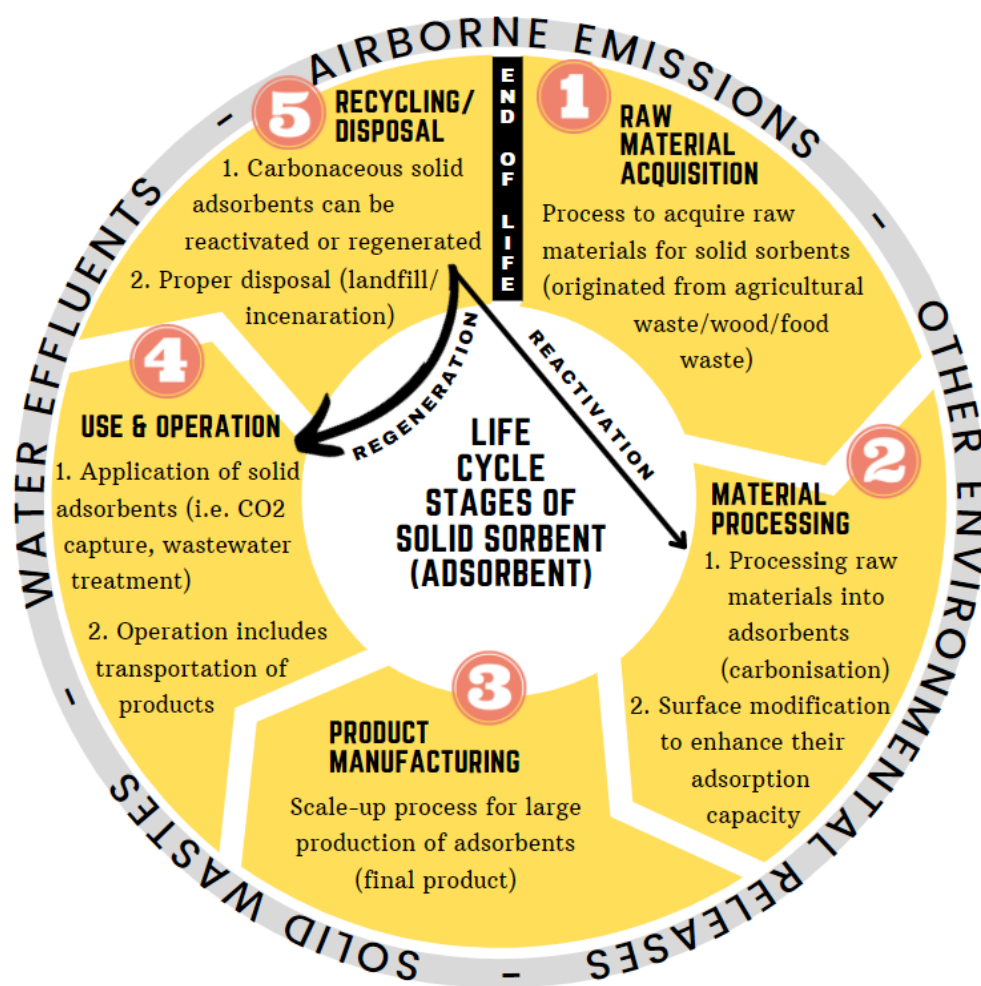 AIRBORNE EMISSIONS - OTHER ENVIRONMENTAL RELEASES - SOLID WASTES - WATER EFFLUENTS -
END OF LIFE
1
RAW
MATERIAL
ACQUISITION
Process to acquire raw
materials for solid sorbents
(originated from agricultural
waste/wood/food
waste)
2
MATERIAL
PROCESSING
1. Processing raw
materials into
adsorbents
(carbonisation)
2. Surface modification
to enhance their
adsorption
capacity
3
PRODUCT
MANUFACTURING
Scale-up process for large
production of adsorbents
(final product)
4
USE & OPERATION
1. Application of solid
adsorbents (i.e. CO2
capture, wastewater
treatment)
2. Operation includes
transportation of
products
5
RECYCLING/
DISPOSAL
1. Carbonaceous solid
adsorbents can be
reactivated or regenerated
2. Proper disposal (landfill/
incenaration)
REGENERATION
REACTIVATION
LIFE
CYCLE
STAGES OF
SOLID SORBENT
(ADSORBENT)